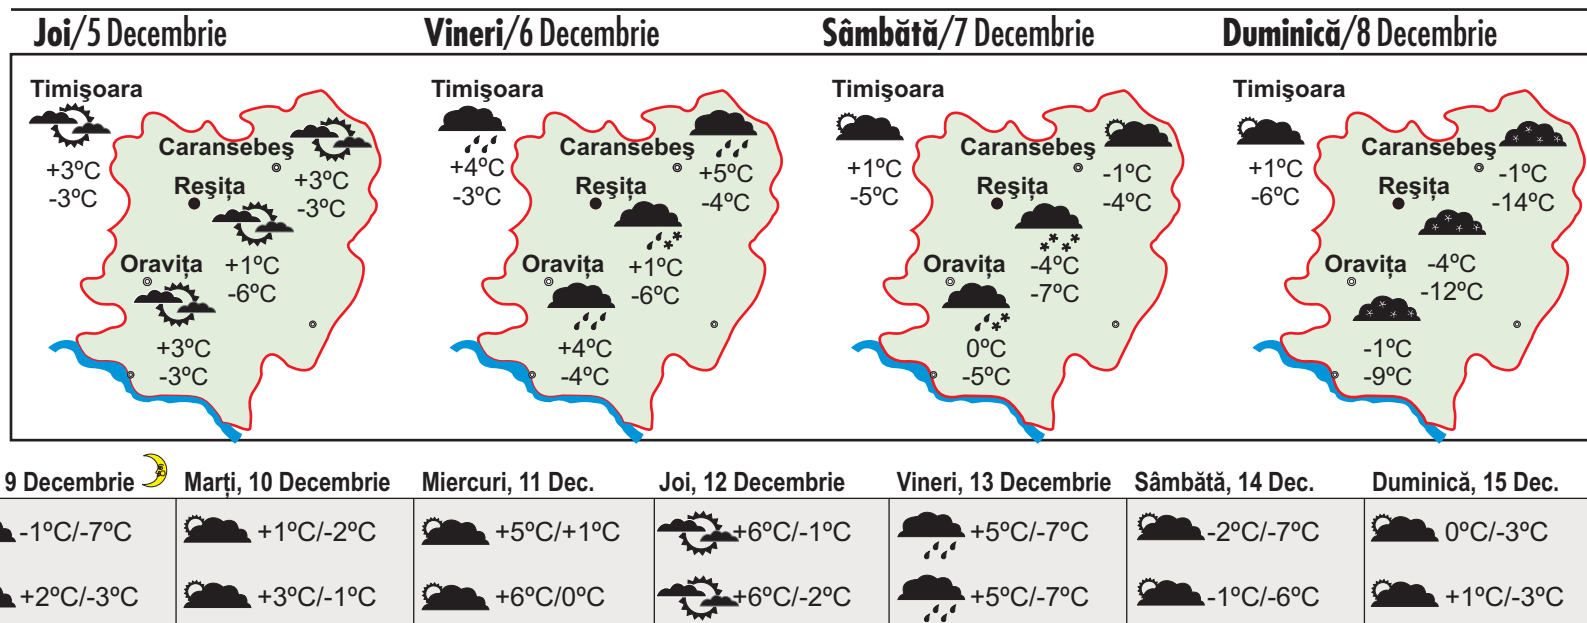 Joi/5 Decembrie
Vineri/6 Decembrie
Sâmbătă/7 Decembrie
Duminică/8 Decembrie
Timişoara
+3ºC
-3ºC
Caransebeş
+3ºC
-3ºC
Reşiţa
+1ºC
-6ºC
Oraviţa
+3ºC
-3ºC
Timişoara
+4ºC
-3ºC
Caransebeş
+5ºC
-4ºC
Reşiţa
+1ºC
-6ºC
Oraviţa
+4ºC
-4ºC
Timişoara
+1ºC
-5ºC
Caransebeş
-1ºC
-4ºC
Reşiţa
-4ºC
-7ºC
Oraviţa
0ºC
-5ºC
Timişoara
+1ºC
-6ºC
Caransebeş
-1ºC
-14ºC
Reşiţa
-4ºC
-12ºC
Oraviţa
-1ºC
-9ºC
9 Decembrie
Marţi, 10 Decembrie
Miercuri, 11 Dec.
Joi, 12 Decembrie
Vineri, 13 Decembrie
Sâmbătă, 14 Dec.
Duminică, 15 Dec.
-1ºC/-7ºC
+1ºC/-2ºC
+5ºC/+1ºC
+6ºC/-1ºC
+5ºC/-7ºC
-2ºC/-7ºC
0ºC/-3ºC
+2ºC/-3ºC
+3ºC/-1ºC
+6ºC/0ºC
+6ºC/-2ºC
+5ºC/-7ºC
-1ºC/-6ºC
+1ºC/-3ºC